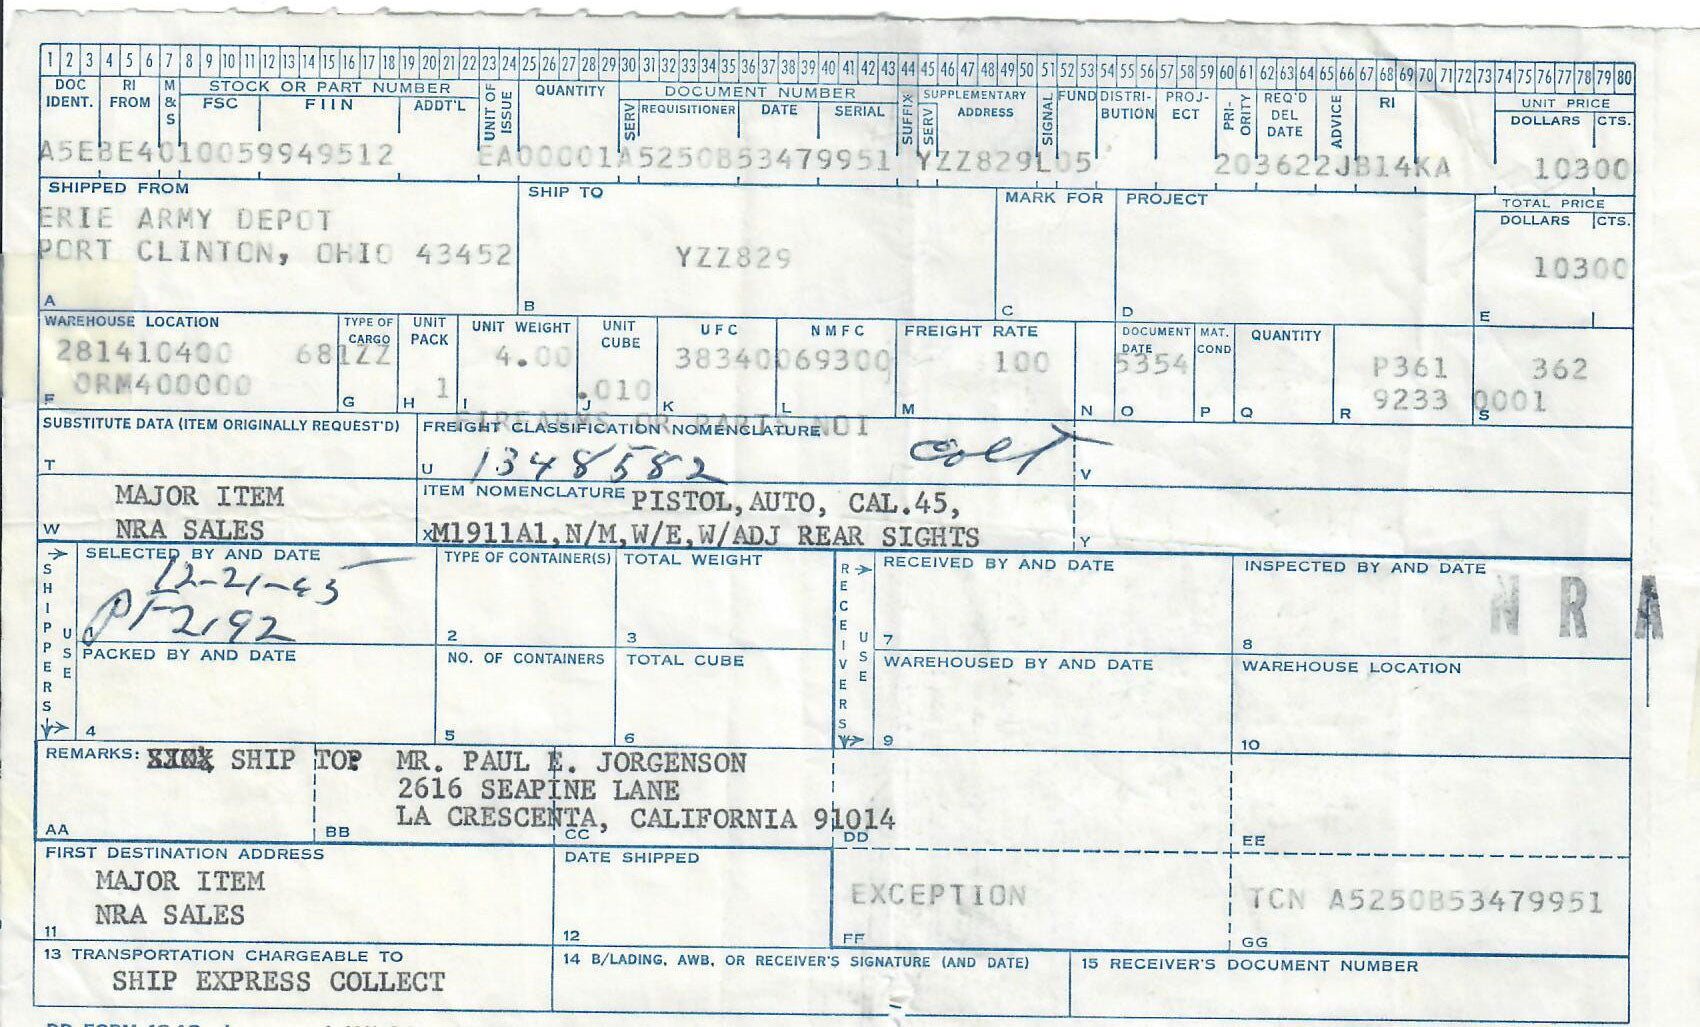 1 2 3 4 5 6 7 8 9 10 11 12 13 14 15 16 17 18 19 20 21 22 23 24 25 26 27 28 29 30 31 32 33 34 35 36 37 38 39 40 41 42 43 44 45 46 47 48 49 50 51 52 53 54 55 56 57 58 59 60 61 62 63 64 65 66 67 68 69 70 71 72 73 74 75 76 77 78 79 80
DOC IDENT. RI FROM M & S STOCK OR PART NUMBER FSC FIIN ADDT'L UNIT OF ISSUE QUANTITY DOCUMENT NUMBER SERV REQUISITIONER DATE SERIAL SUFFIX SUPPLEMENTARY SERV ADDRESS SIGNAL FUND DISTRI-BUTION PROJ-ECT PRI-ORITY REQ'D DEL DATE ADVICE RI UNIT PRICE DOLLARS CTS.
A5EBE4010059949512 EA00001A5250B53479951 YZZ829L05 203622JB14KA 10300
SHIPPED FROM SHIP TO MARK FOR PROJECT TOTAL PRICE
DOLLARS CTS.
ERIE ARMY DEPOT
PORT CLINTON, OHIO 43452 YZZ829 10300
A B C D E
WAREHOUSE LOCATION TYPE OF CARGO UNIT PACK UNIT WEIGHT UNIT CUBE UFC NMFC FREIGHT RATE DOCUMENT DATE MAT. COND QUANTITY
281410400 681ZZ 4.00 38340069300 100 5354 P361 362
ORM400000 1 .010 9233 0001
F G H I J K L M N O P Q R S
FIREARMS OR PARTS NOI
SUBSTITUTE DATA (ITEM ORIGINALLY REQUEST'D) FREIGHT CLASSIFICATION NOMENCLATURE
T U 1348582 Colt V
MAJOR ITEM ITEM NOMENCLATURE PISTOL,AUTO, CAL.45,
W NRA SALES X M1911A1,N/M,W/E,W/ADJ REAR SIGHTS Y
SHIPPERS USE SELECTED BY AND DATE TYPE OF CONTAINER(S) TOTAL WEIGHT RECEIVERS USE RECEIVED BY AND DATE INSPECTED BY AND DATE
12-21-65 N R A
1 2 3 7 8
PACKED BY AND DATE NO. OF CONTAINERS TOTAL CUBE WAREHOUSED BY AND DATE WAREHOUSE LOCATION
4 5 6 9 10
REMARKS: SHIP TO: MR. PAUL E. JORGENSON
2616 SEAPINE LANE
LA CRESCENTA, CALIFORNIA 91014
AA BB CC DD EE
FIRST DESTINATION ADDRESS DATE SHIPPED
MAJOR ITEM EXCEPTION TCN A5250B53479951
NRA SALES
11 12 FF GG
13 TRANSPORTATION CHARGEABLE TO 14 B/LADING, AWB, OR RECEIVER'S SIGNATURE (AND DATE) 15 RECEIVER'S DOCUMENT NUMBER
SHIP EXPRESS COLLECT